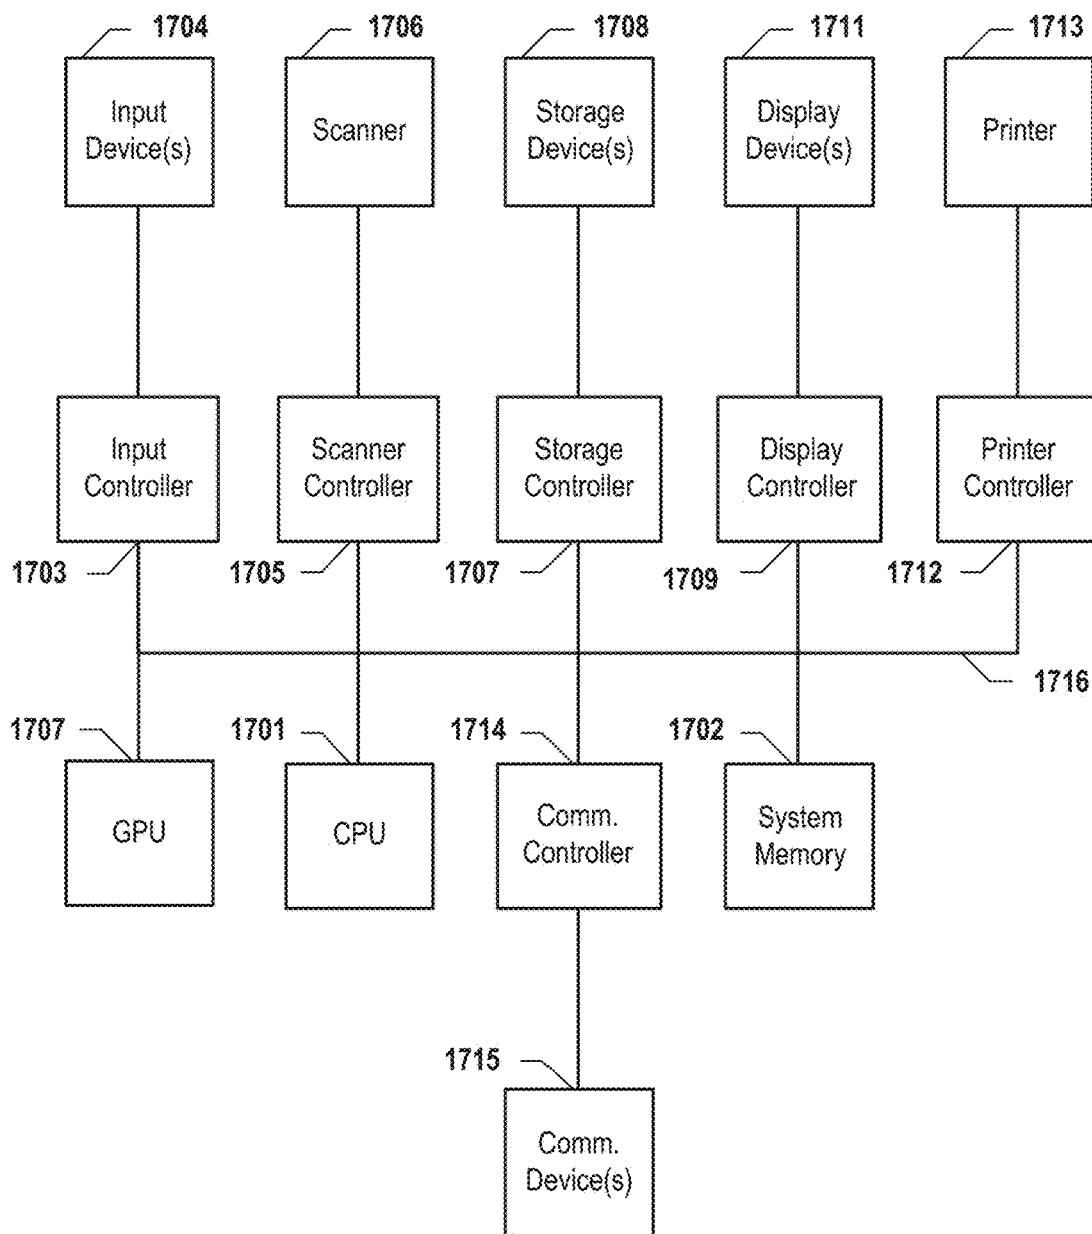 1704
1706
1708
1711
1713
Input
Device(s)
Scanner
Storage
Device(s)
Display
Device(s)
Printer
Input
Controller
Scanner
Controller
Storage
Controller
Display
Controller
Printer
Controller
1703
1705
1707
1709
1712
1716
1707
1701
1714
1702
GPU
CPU
Comm.
Controller
System
Memory
1715
Comm.
Device(s)